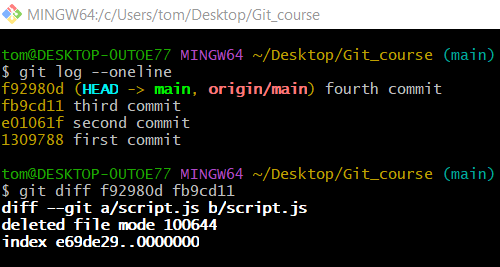 MINGW64:/c/Users/tom/Desktop/Git_course
tom@DESKTOP-OUTOE77 MINGW64 ~/Desktop/Git_course (main)
$ git log --oneline
f92980d (HEAD -> main, origin/main) fourth commit
fb9cd11 third commit
e01061f second commit
1309788 first commit
tom@DESKTOP-OUTOE77 MINGW64 ~/Desktop/Git_course (main)
$ git diff f92980d fb9cd11
diff --git a/script.js b/script.js
deleted file mode 100644
index e69de29..0000000